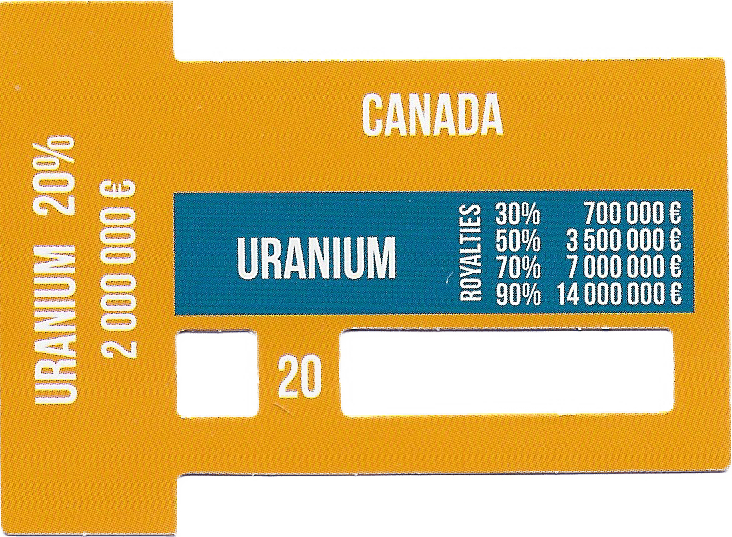 URANIUM 20%
2 000 000 €
CANADA
URANIUM
ROYALTIES
30% 700 000 €
50% 3 500 000 €
70% 7 000 000 €
90% 14 000 000 €
20